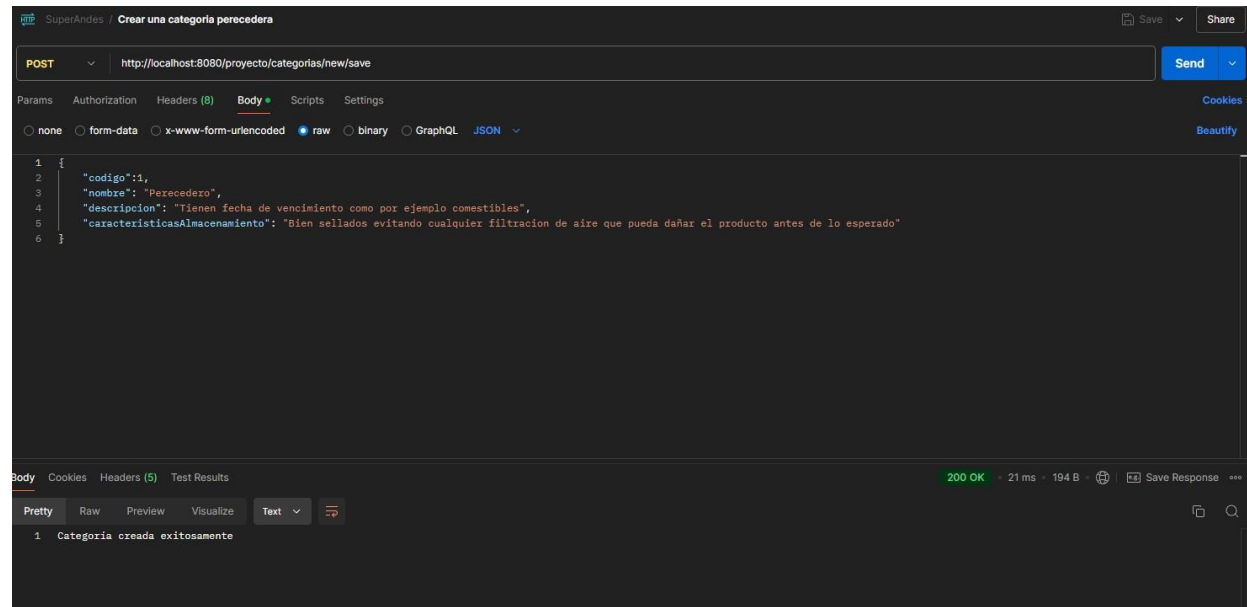 HTTP SuperAndes / Crear una categoria perecedera Save Share
POST http://localhost:8080/proyecto/categorias/new/save Send
Params Authorization Headers (8) Body Scripts Settings Cookies
none form-data x-www-form-urlencoded raw binary GraphQL JSON Beautify
1 {
2 "codigo":1,
3 "nombre": "Perecedero",
4 "descripcion": "Tienen fecha de vencimiento como por ejemplo comestibles",
5 "caracteristicasAlmacenamiento": "Bien sellados evitando cualquier filtracion de aire que pueda dañar el producto antes de lo esperado"
6 }
Body Cookies Headers (5) Test Results 200 OK 21 ms 194 B e.g. Save Response
Pretty Raw Preview Visualize Text
1 Categoría creada exitosamente